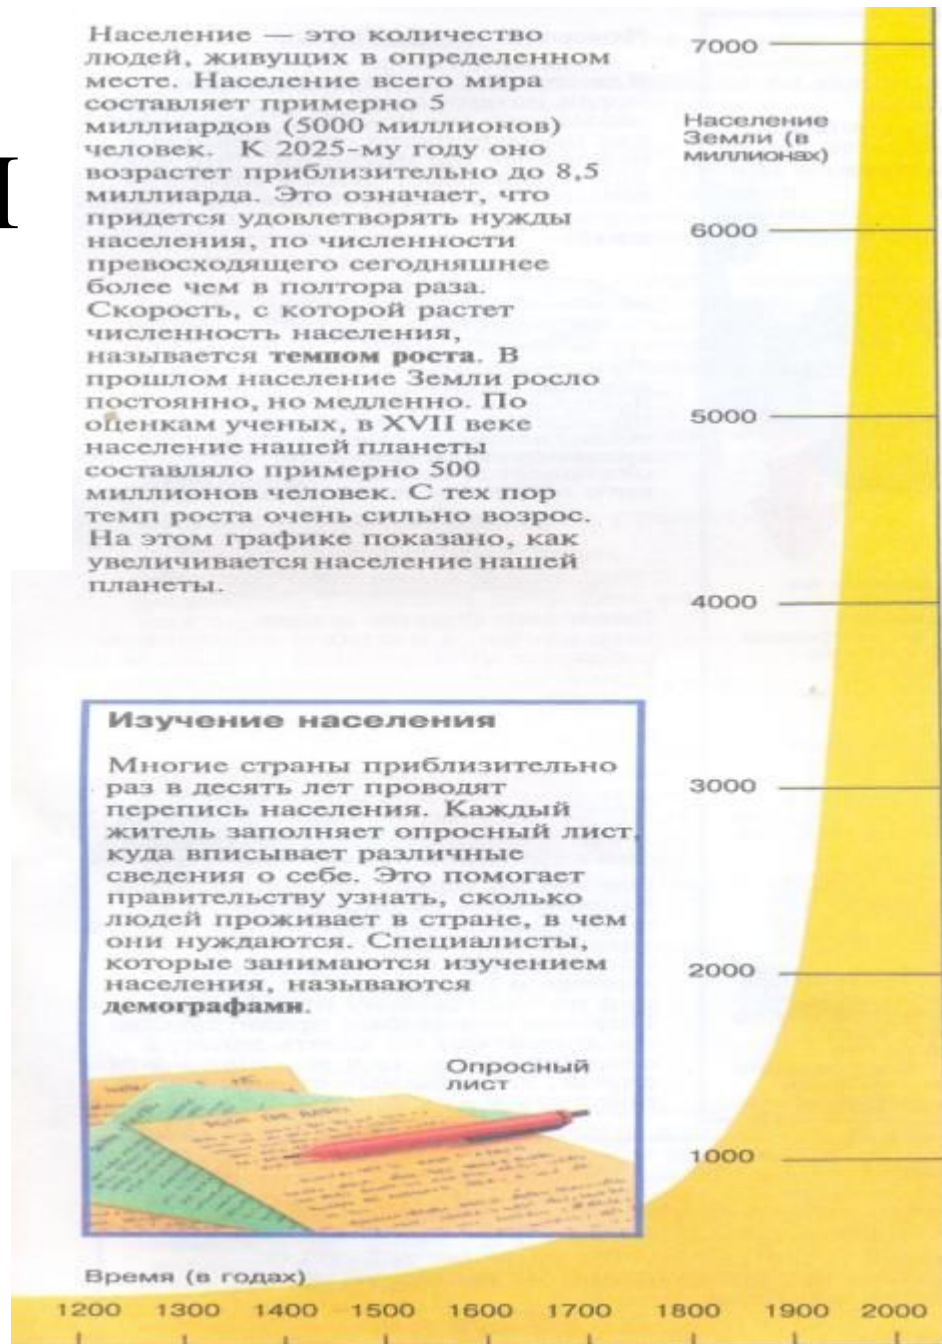 Население — это количество
людей, живущих в определенном
месте. Население всего мира
составляет примерно 5
миллиардов (5000 миллионов)
человек. К 2025-му году оно
возрастет приблизительно до 8,5
миллиарда. Это означает, что
придется удовлетворять нужды
населения, по численности
превосходящего сегодняшнее
более чем в полтора раза.
Скорость, с которой растет
численность населения,
называется темпом роста. В
прошлом население Земли росло
постоянно, но медленно. По
оценкам ученых, в XVII веке
население нашей планеты
составляло примерно 500
миллионов человек. С тех пор
темп роста очень сильно возрос.
На этом графике показано, как
увеличивается население нашей
планеты.
Изучение населения
Многие страны приблизительно
раз в десять лет проводят
перепись населения. Каждый
житель заполняет опросный лист,
куда вписывает различные
сведения о себе. Это помогает
правительству узнать, сколько
людей проживает в стране, в чем
они нуждаются. Специалисты,
которые занимаются изучением
населения, называются
демографами.
Опросный
лист
7000
Население
Земли (в
миллионах)
6000
5000
4000
3000
2000
1000
Время (в годах)
1200 1300 1400 1500 1600 1700 1800 1900 2000